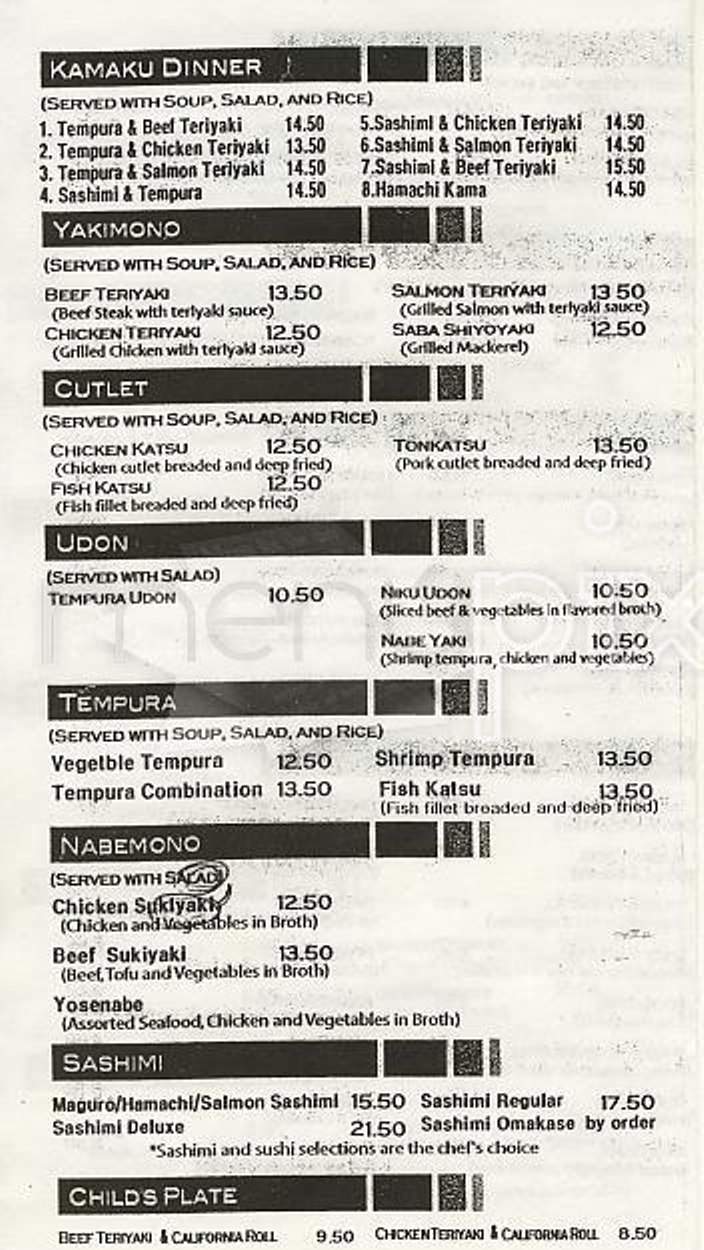 KAMAKU DINNER
(SERVED WITH SOUP, SALAD, AND RICE)
1. Tempura & Beef Teriyaki 14.50 5.Sashimi & Chicken Teriyaki 14.50
2. Tempura & Chicken Teriyaki 13.50 6.Sashimi & Salmon Teriyaki 14.50
3. Tempura & Salmon Teriyaki 14.50 7.Sashimi & Beef Teriyaki 15.50
4. Sashimi & Tempura 14.50 8.Hamachi Kama 14.50
YAKIMONO
(SERVED WITH SOUP, SALAD, AND RICE)
BEEF TERIYAKI 13.50 SALMON TERIYAKI 13 50
(Beef Steak with teriyaki sauce) (Grilled Salmon with teriyaki sauce)
CHICKEN TERIYAKI 12.50 SABA SHIYOYAKI 12.50
(Grilled Chicken with teriyaki sauce) (Grilled Mackerel)
CUTLET
(SERVED WITH SOUP, SALAD, AND RICE)
CHICKEN KATSU 12.50 TONKATSU 13.50
(Chicken cutlet breaded and deep fried) (Pork cutlet breaded and deep fried)
FISH KATSU 12.50
(Fish fillet breaded and deep fried)
UDON
(SERVED WITH SALAD)
TEMPURA UDON 10.50 NIKU UDON 10.50
(Sliced beef & vegetables in flavored broth)
NABE YAKI 10.50
(Shrimp tempura, chicken and vegetables)
menupix
TEMPURA
(SERVED WITH SOUP, SALAD, AND RICE)
Vegetble Tempura 12.50 Shrimp Tempura 13.50
Tempura Combination 13.50 Fish Katsu 13.50
(Fish fillet breaded and deep fried)
NABEMONO
(SERVED WITH SALAD)
Chicken Sukiyaki 12.50
(Chicken and Vegetables in Broth)
Beef Sukiyaki 13.50
(Beef, Tofu and Vegetables in Broth)
Yosenabe
(Assorted Seafood, Chicken and Vegetables in Broth)
SASHIMI
Maguro/Hamachi/Salmon Sashimi 15.50 Sashimi Regular 17.50
Sashimi Deluxe 21.50 Sashimi Omakase by order
*Sashimi and sushi selections are the chef's choice
CHILD'S PLATE
BEEF TERIYAKI & CALIFORNIA ROLL 9.50 CHICKEN TERIYAKI & CALIFORNIA ROLL 8.50